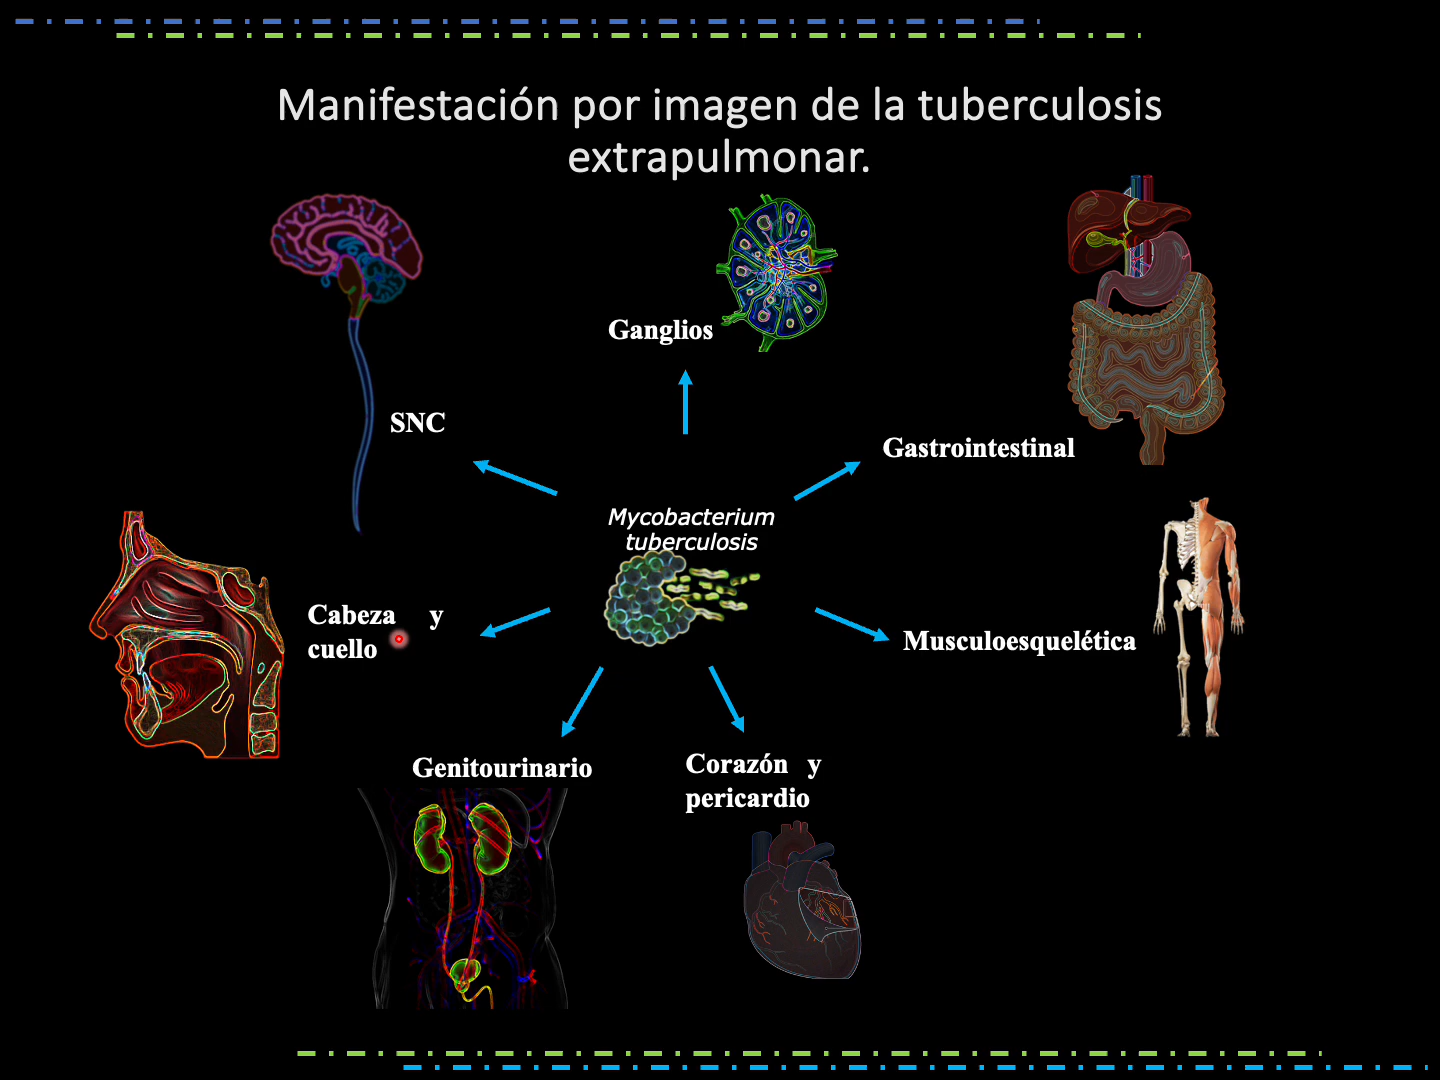 Manifestación por imagen de la tuberculosis
extrapulmonar.
Ganglios
SNC
Gastrointestinal
Mycobacterium
tuberculosis
Cabeza y
cuello
Musculoesquelética
Genitourinario
Corazón y
pericardio